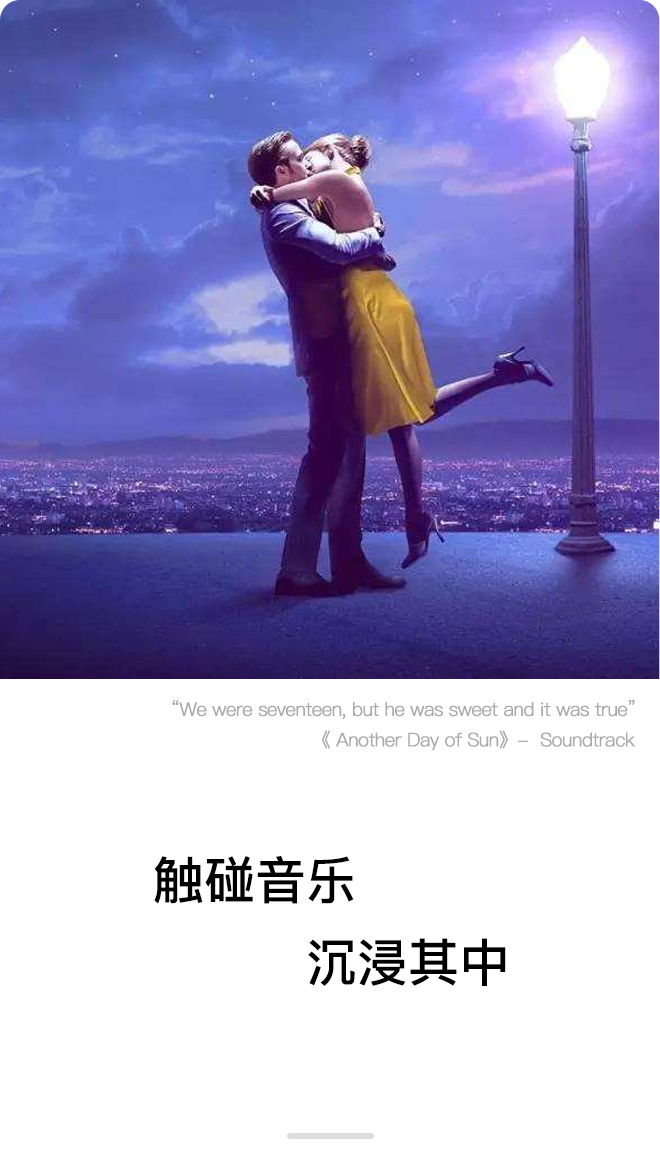 “We were seventeen, but he was sweet and it was true”
《 Another Day of Sun》 – Soundtrack
触碰音乐
沉浸其中